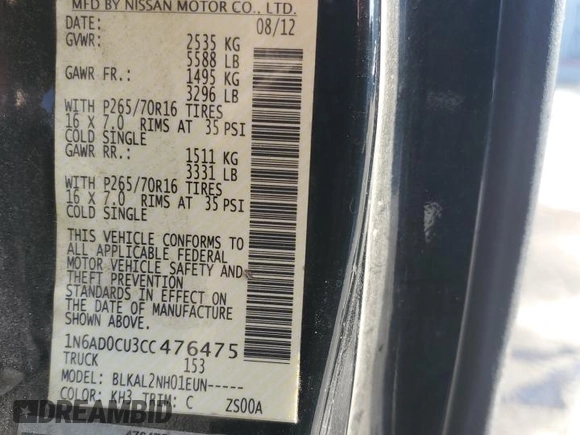 MFD BY NISSAN MOTOR CO., LTD.
DATE: 08/12
GVWR: 2535 KG
5588 LB
GAWR FR.: 1495 KG
3296 LB
WITH P265/70R16 TIRES
16 X 7.0 RIMS AT 35 PSI
COLD SINGLE
GAWR RR.: 1511 KG
3331 LB
WITH P265/70R16 TIRES
16 X 7.0 RIMS AT 35 PSI
COLD SINGLE
THIS VEHICLE CONFORMS TO
ALL APPLICABLE FEDERAL
MOTOR VEHICLE SAFETY AND
THEFT PREVENTION
STANDARDS IN EFFECT ON
THE DATE OF MANUFACTURE
SHOWN ABOVE.
1N6AD0CU3CC476475
TRUCK 153
MODEL: BLKAL2NH01EUN-----
COLOR: KH3 TRIM: C ZS00A
DREAMBID